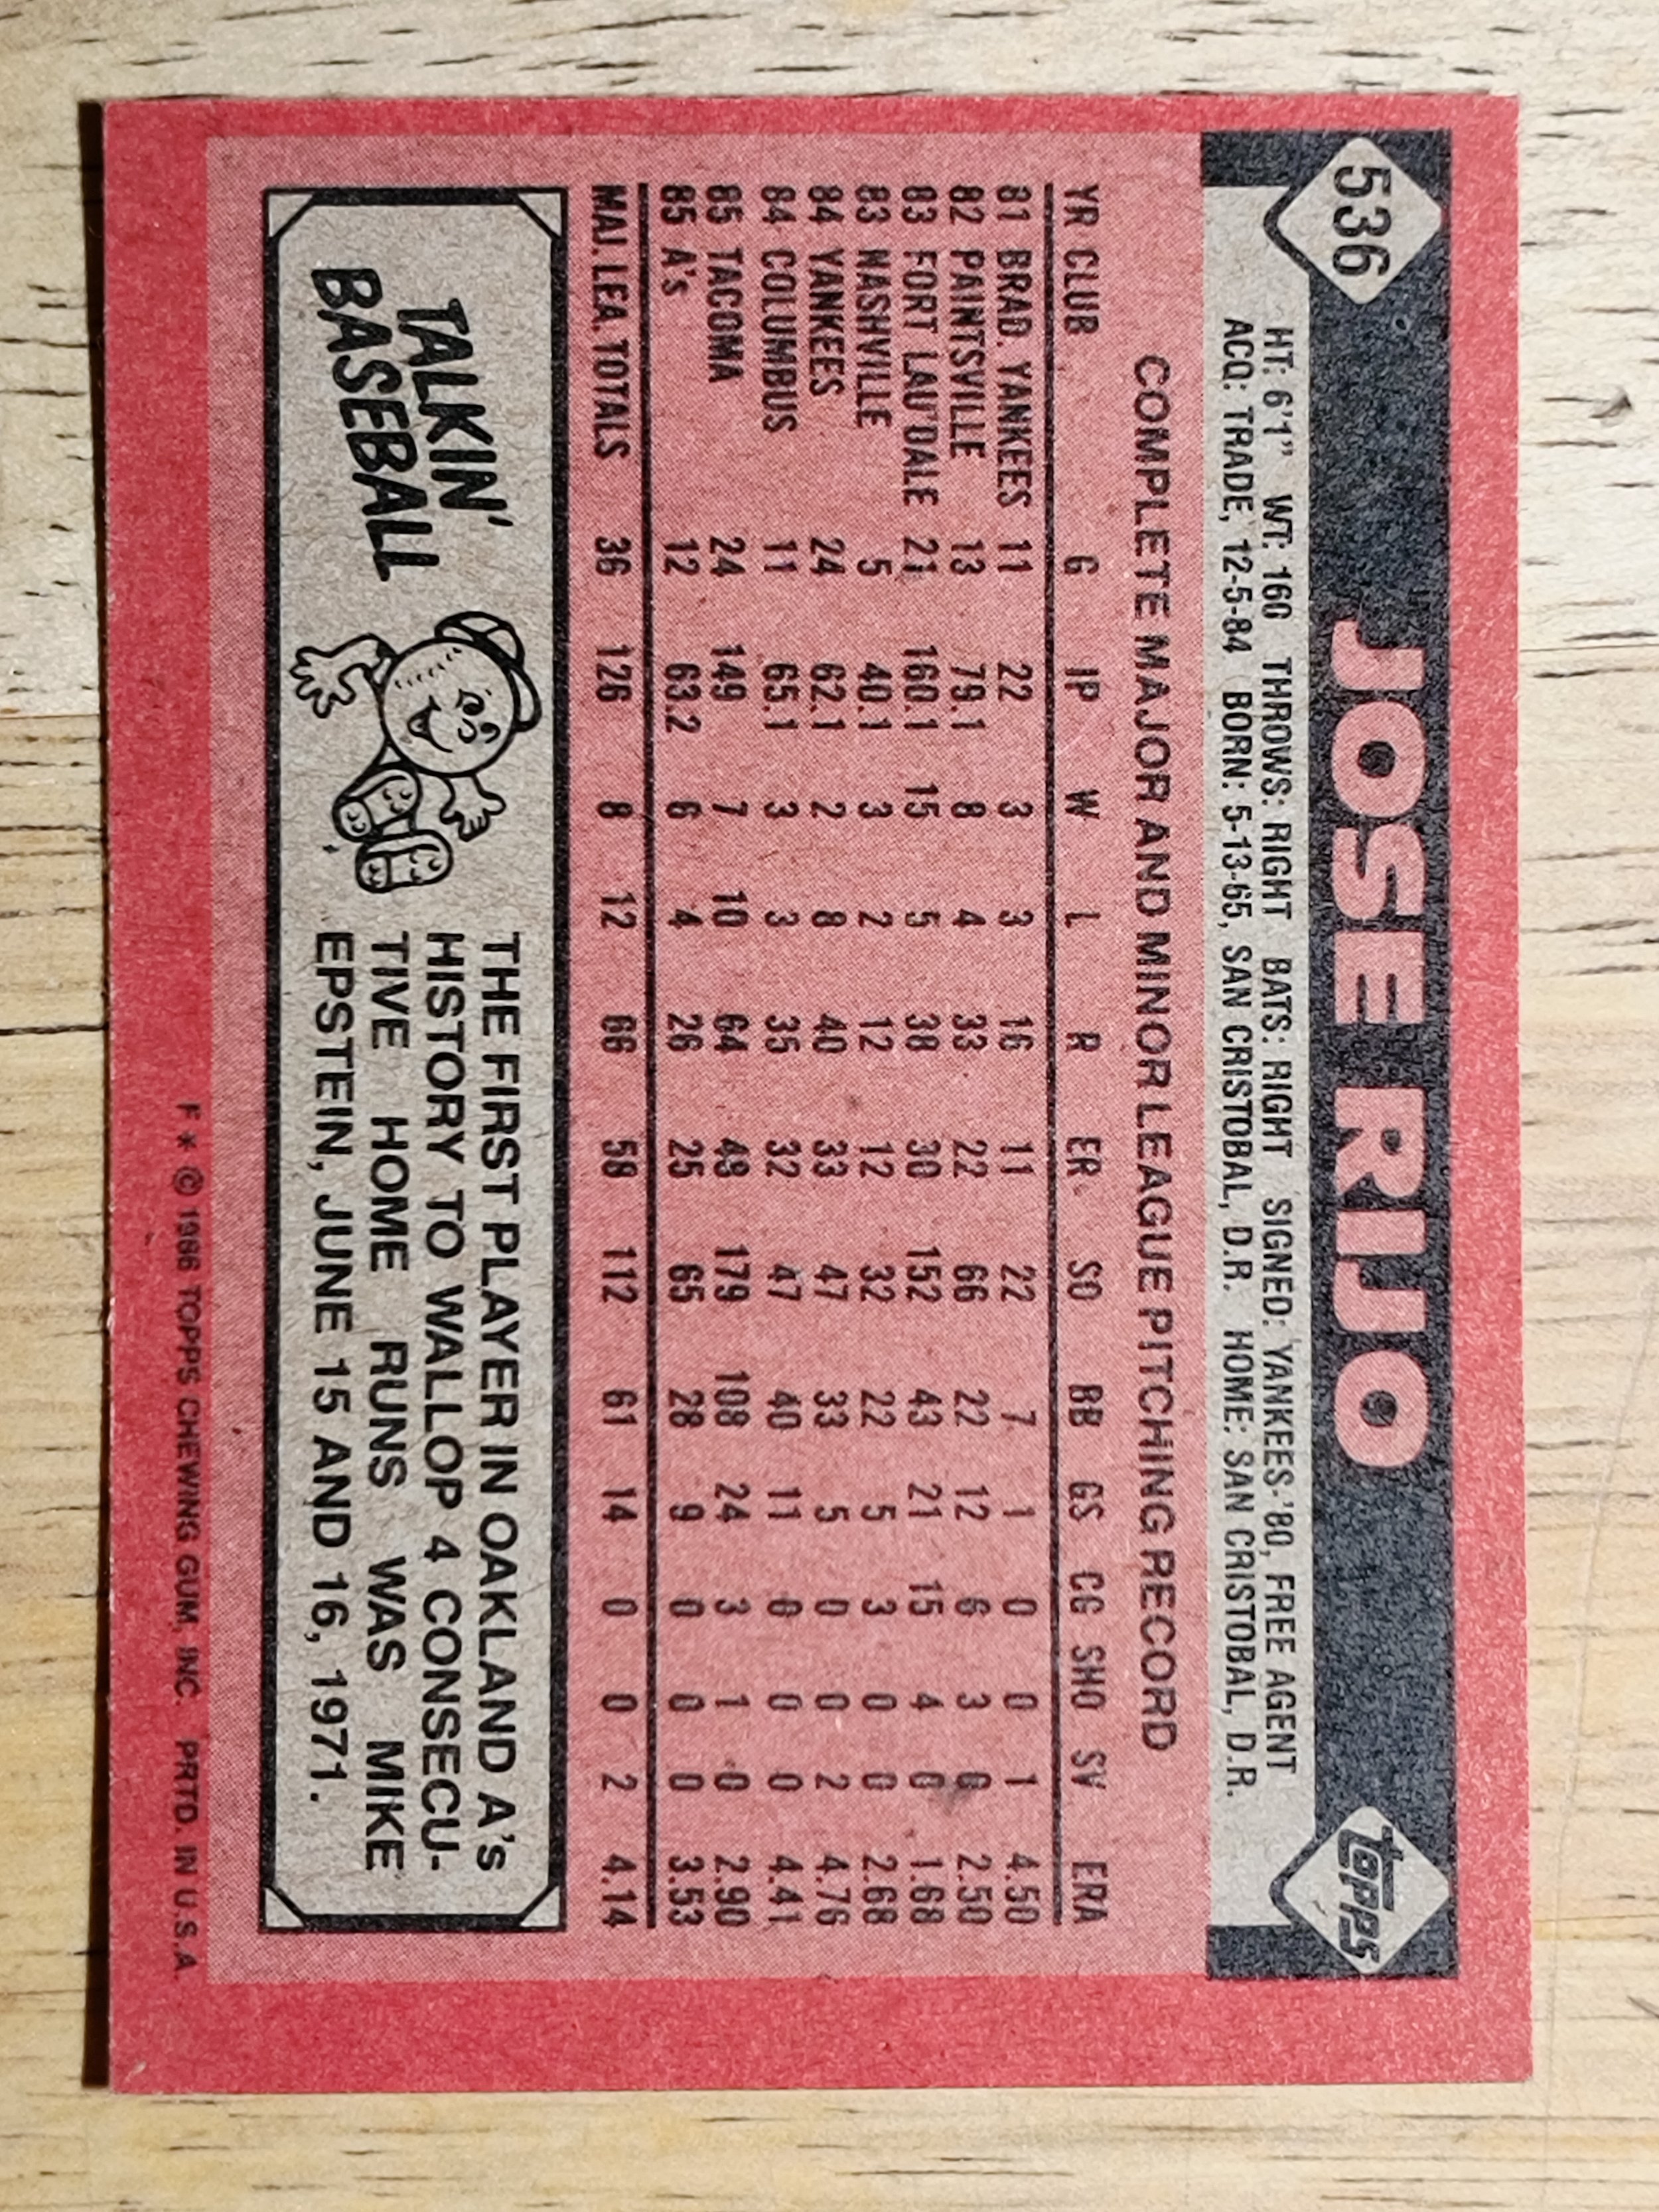 536
JOSE RIJO
topps
HT: 6'1" WT: 160 THROWS: RIGHT BATS: RIGHT SIGNED: YANKEES-'80, FREE AGENT
ACQ: TRADE, 12-5-84 BORN: 5-13-65, SAN CRISTOBAL, D.R. HOME: SAN CRISTOBAL, D.R.
COMPLETE MAJOR AND MINOR LEAGUE PITCHING RECORD
YR CLUB G IP W L R ER SO BB GS CG SHO SV ERA
81 BRAD. YANKEES 11 22 3 3 16 11 22 7 1 0 0 1 4.50
82 PAINTSVILLE 13 79.1 8 4 33 22 66 22 12 6 3 0 2.50
83 FORT LAU'DALE 21 160.1 15 5 38 30 152 43 21 15 4 0 1.68
83 NASHVILLE 5 40.1 3 2 12 12 32 22 5 3 0 0 2.68
84 YANKEES 24 62.1 2 8 40 33 47 33 5 0 0 2 4.76
84 COLUMBUS 11 65.1 3 3 35 32 47 40 11 0 0 0 4.41
85 TACOMA 24 149 7 10 64 48 179 108 24 3 1 0 2.90
85 A's 12 63.2 6 4 26 25 65 28 9 0 0 0 3.53
MAJ. LEA. TOTALS 36 126 8 12 66 58 112 61 14 0 0 2 4.14
TALKIN'
BASEBALL
THE FIRST PLAYER IN OAKLAND A's
HISTORY TO WALLOP 4 CONSECU-
TIVE HOME RUNS WAS MIKE
EPSTEIN, JUNE 15 AND 16, 1971.
F * © 1986 TOPPS CHEWING GUM, INC. PRTD. IN U.S.A.